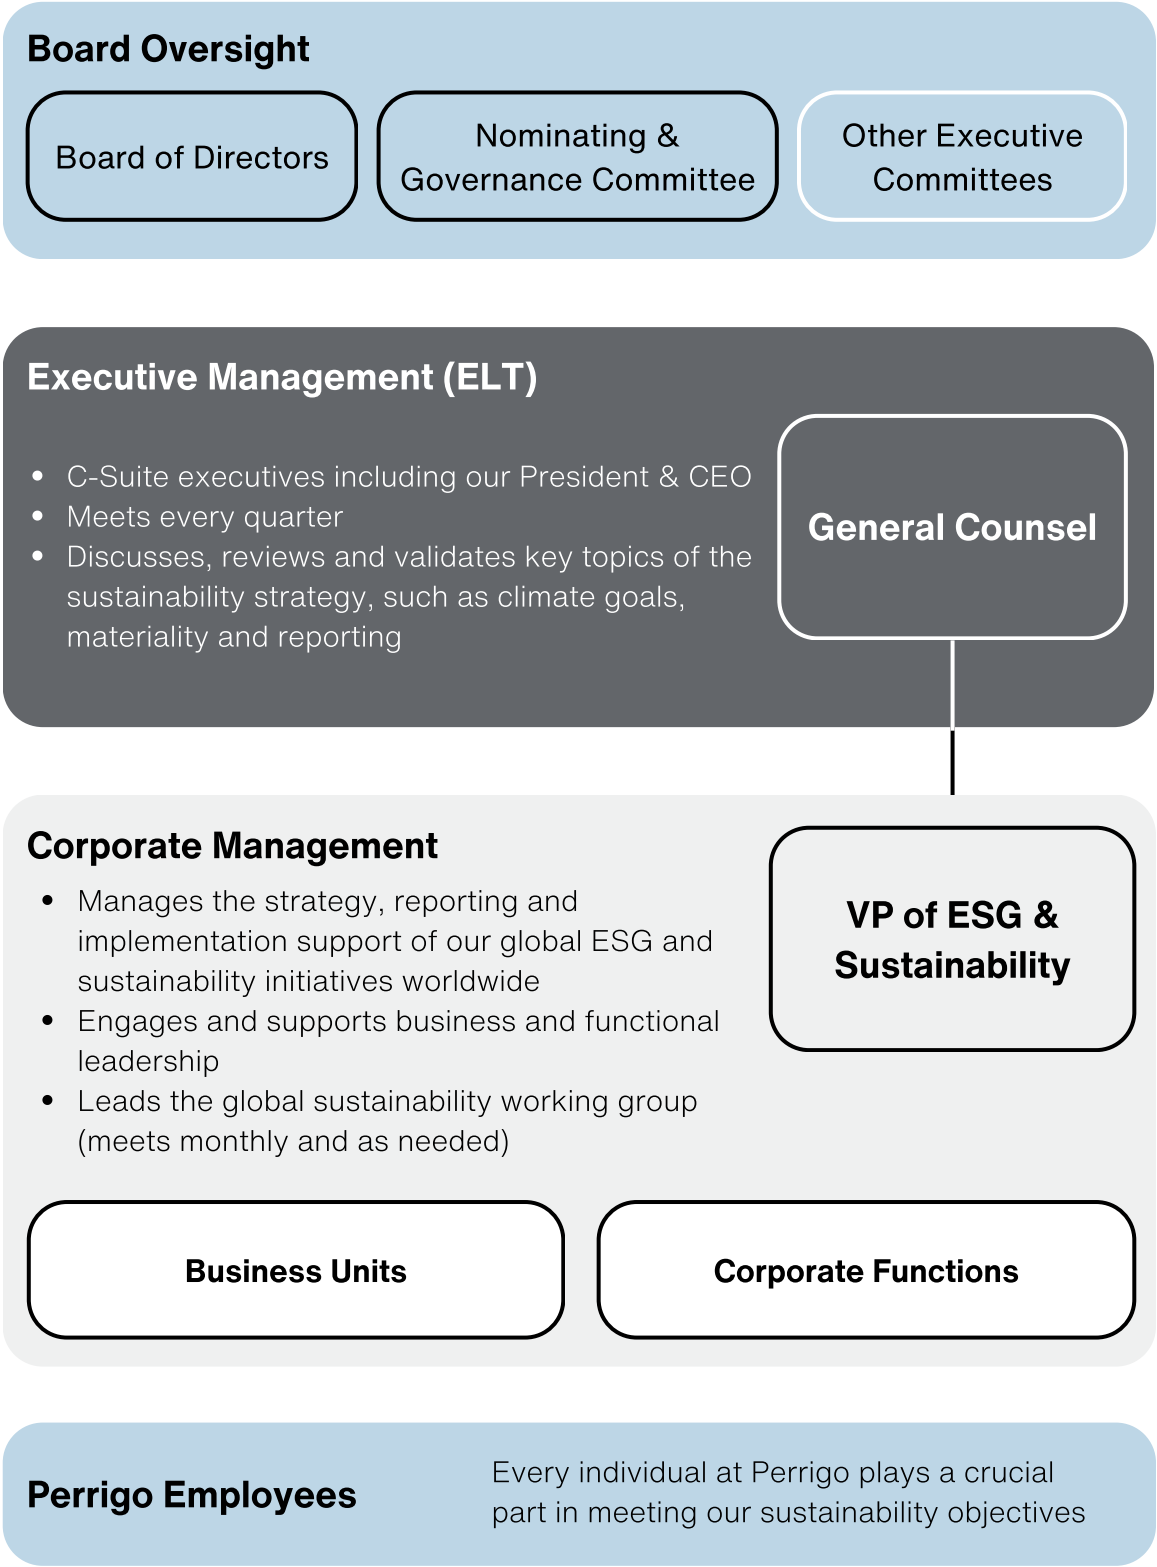 Board Oversight
Board of Directors
Nominating &
Governance Committee
Other Executive
Committees
Executive Management (ELT)
• C-Suite executives including our President & CEO
• Meets every quarter
• Discusses, reviews and validates key topics of the
sustainability strategy, such as climate goals,
materiality and reporting
General Counsel
Corporate Management
• Manages the strategy, reporting and
implementation support of our global ESG and
sustainability initiatives worldwide
• Engages and supports business and functional
leadership
• Leads the global sustainability working group
(meets monthly and as needed)
VP of ESG &
Sustainability
Business Units
Corporate Functions
Perrigo Employees
Every individual at Perrigo plays a crucial
part in meeting our sustainability objectives